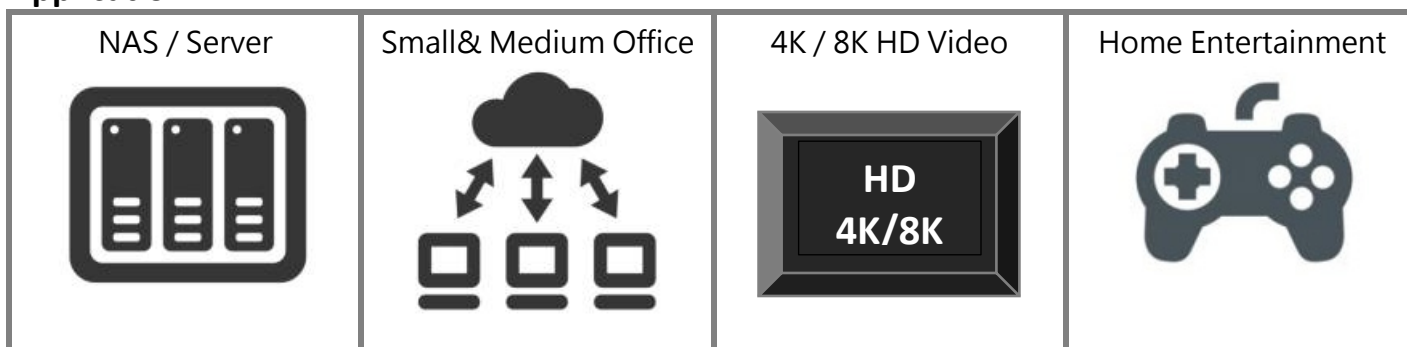 NAS / Server
Small& Medium Office
4K / 8K HD Video
Home Entertainment
HD
4K/8K